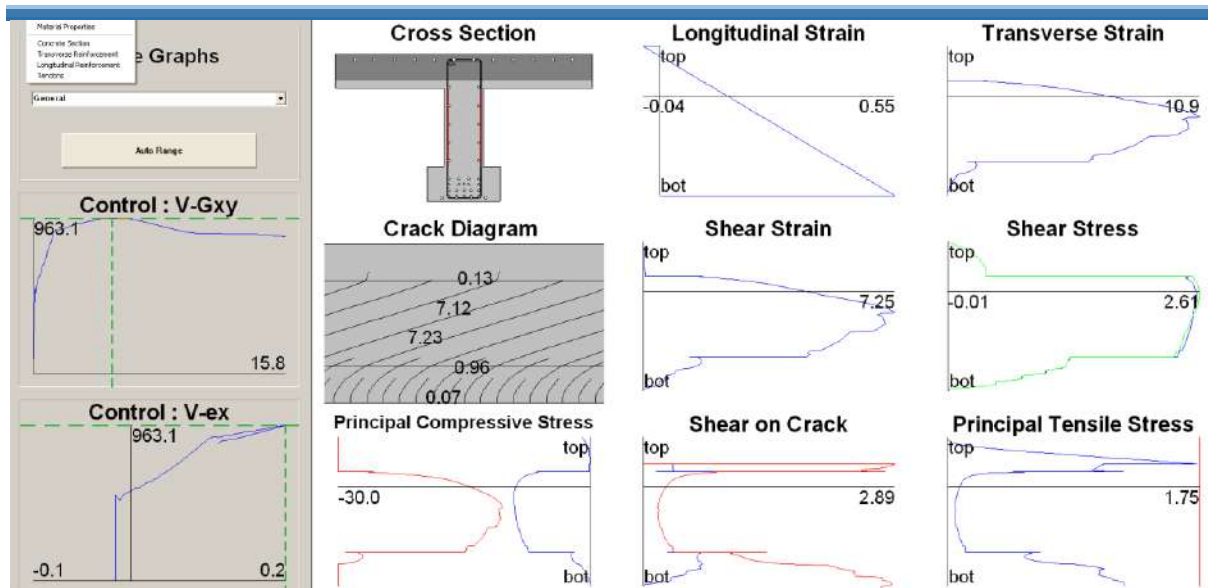 Material Properties
Concrete Section
Transverse Reinforcement
Longitudinal Reinforcement
Tendons
e Graphs
General
Auto Range
Control : V-Gxy
963.1
15.8
Control : V-ex
963.1
-0.1
0.2
Cross Section
Crack Diagram
0.13
7.12
7.23
0.96
0.07
Principal Compressive Stress
top
-30.0
bot
Longitudinal Strain
top
-0.04
0.55
bot
Shear Strain
top
7.25
bot
Shear on Crack
top
2.89
bot
Transverse Strain
top
10.9
bot
Shear Stress
top
-0.01
2.61
bot
Principal Tensile Stress
top
1.75
bot